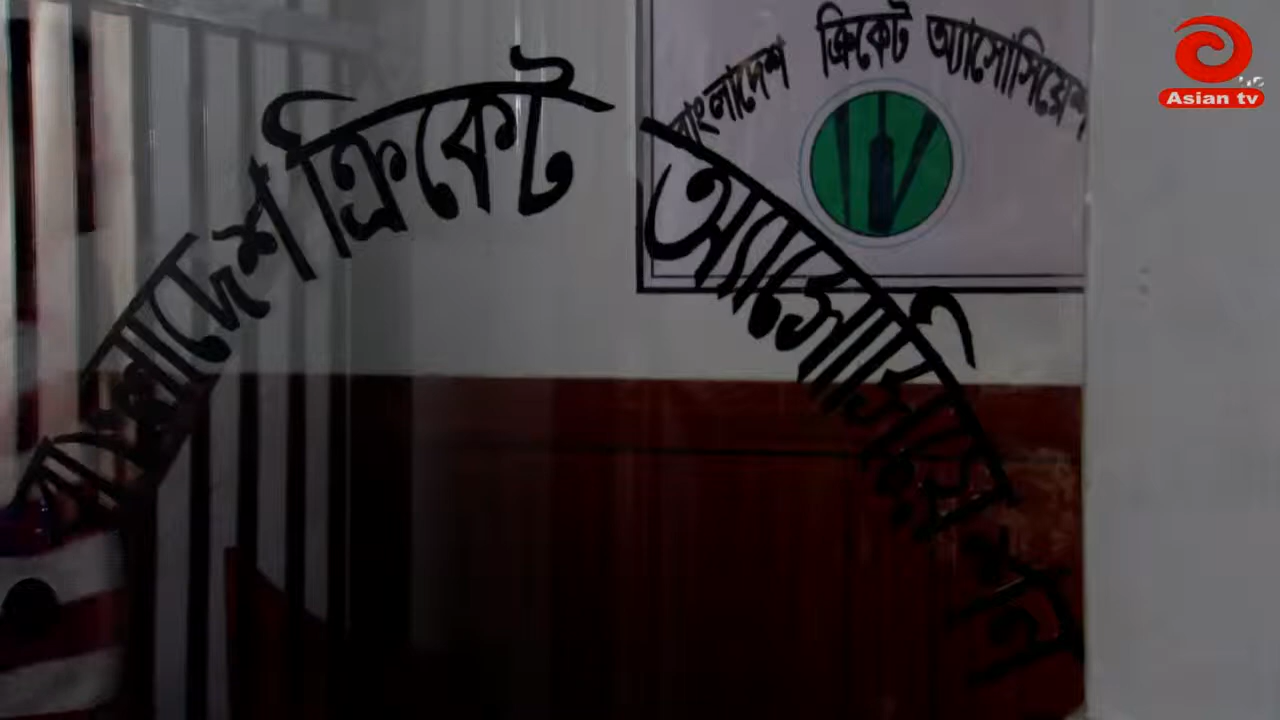 বাংলাদেশ ক্রিকেট অ্যাসোসিয়েশন
বাংলাদেশ ক্রিকেট অ্যাসোসিয়েশ
Asian tv